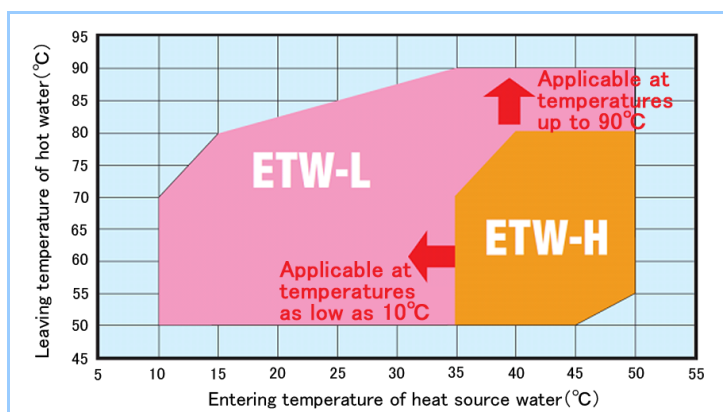 Leaving temperature of hot water(℃)
95
90
85
80
75
70
65
60
55
50
45
Applicable at
temperatures
up to 90℃
ETW-L
ETW-H
Applicable at
temperatures
as low as 10℃
5 10 15 20 25 30 35 40 45 50 55
Entering temperature of heat source water(℃)